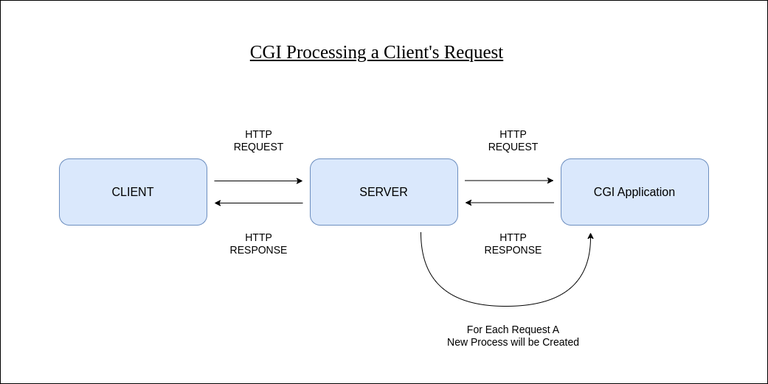 CGI Processing a Client's Request
HTTP
REQUEST
HTTP
REQUEST
CLIENT
SERVER
CGI Application
HTTP
RESPONSE
HTTP
RESPONSE
For Each Request A
New Process will be Created